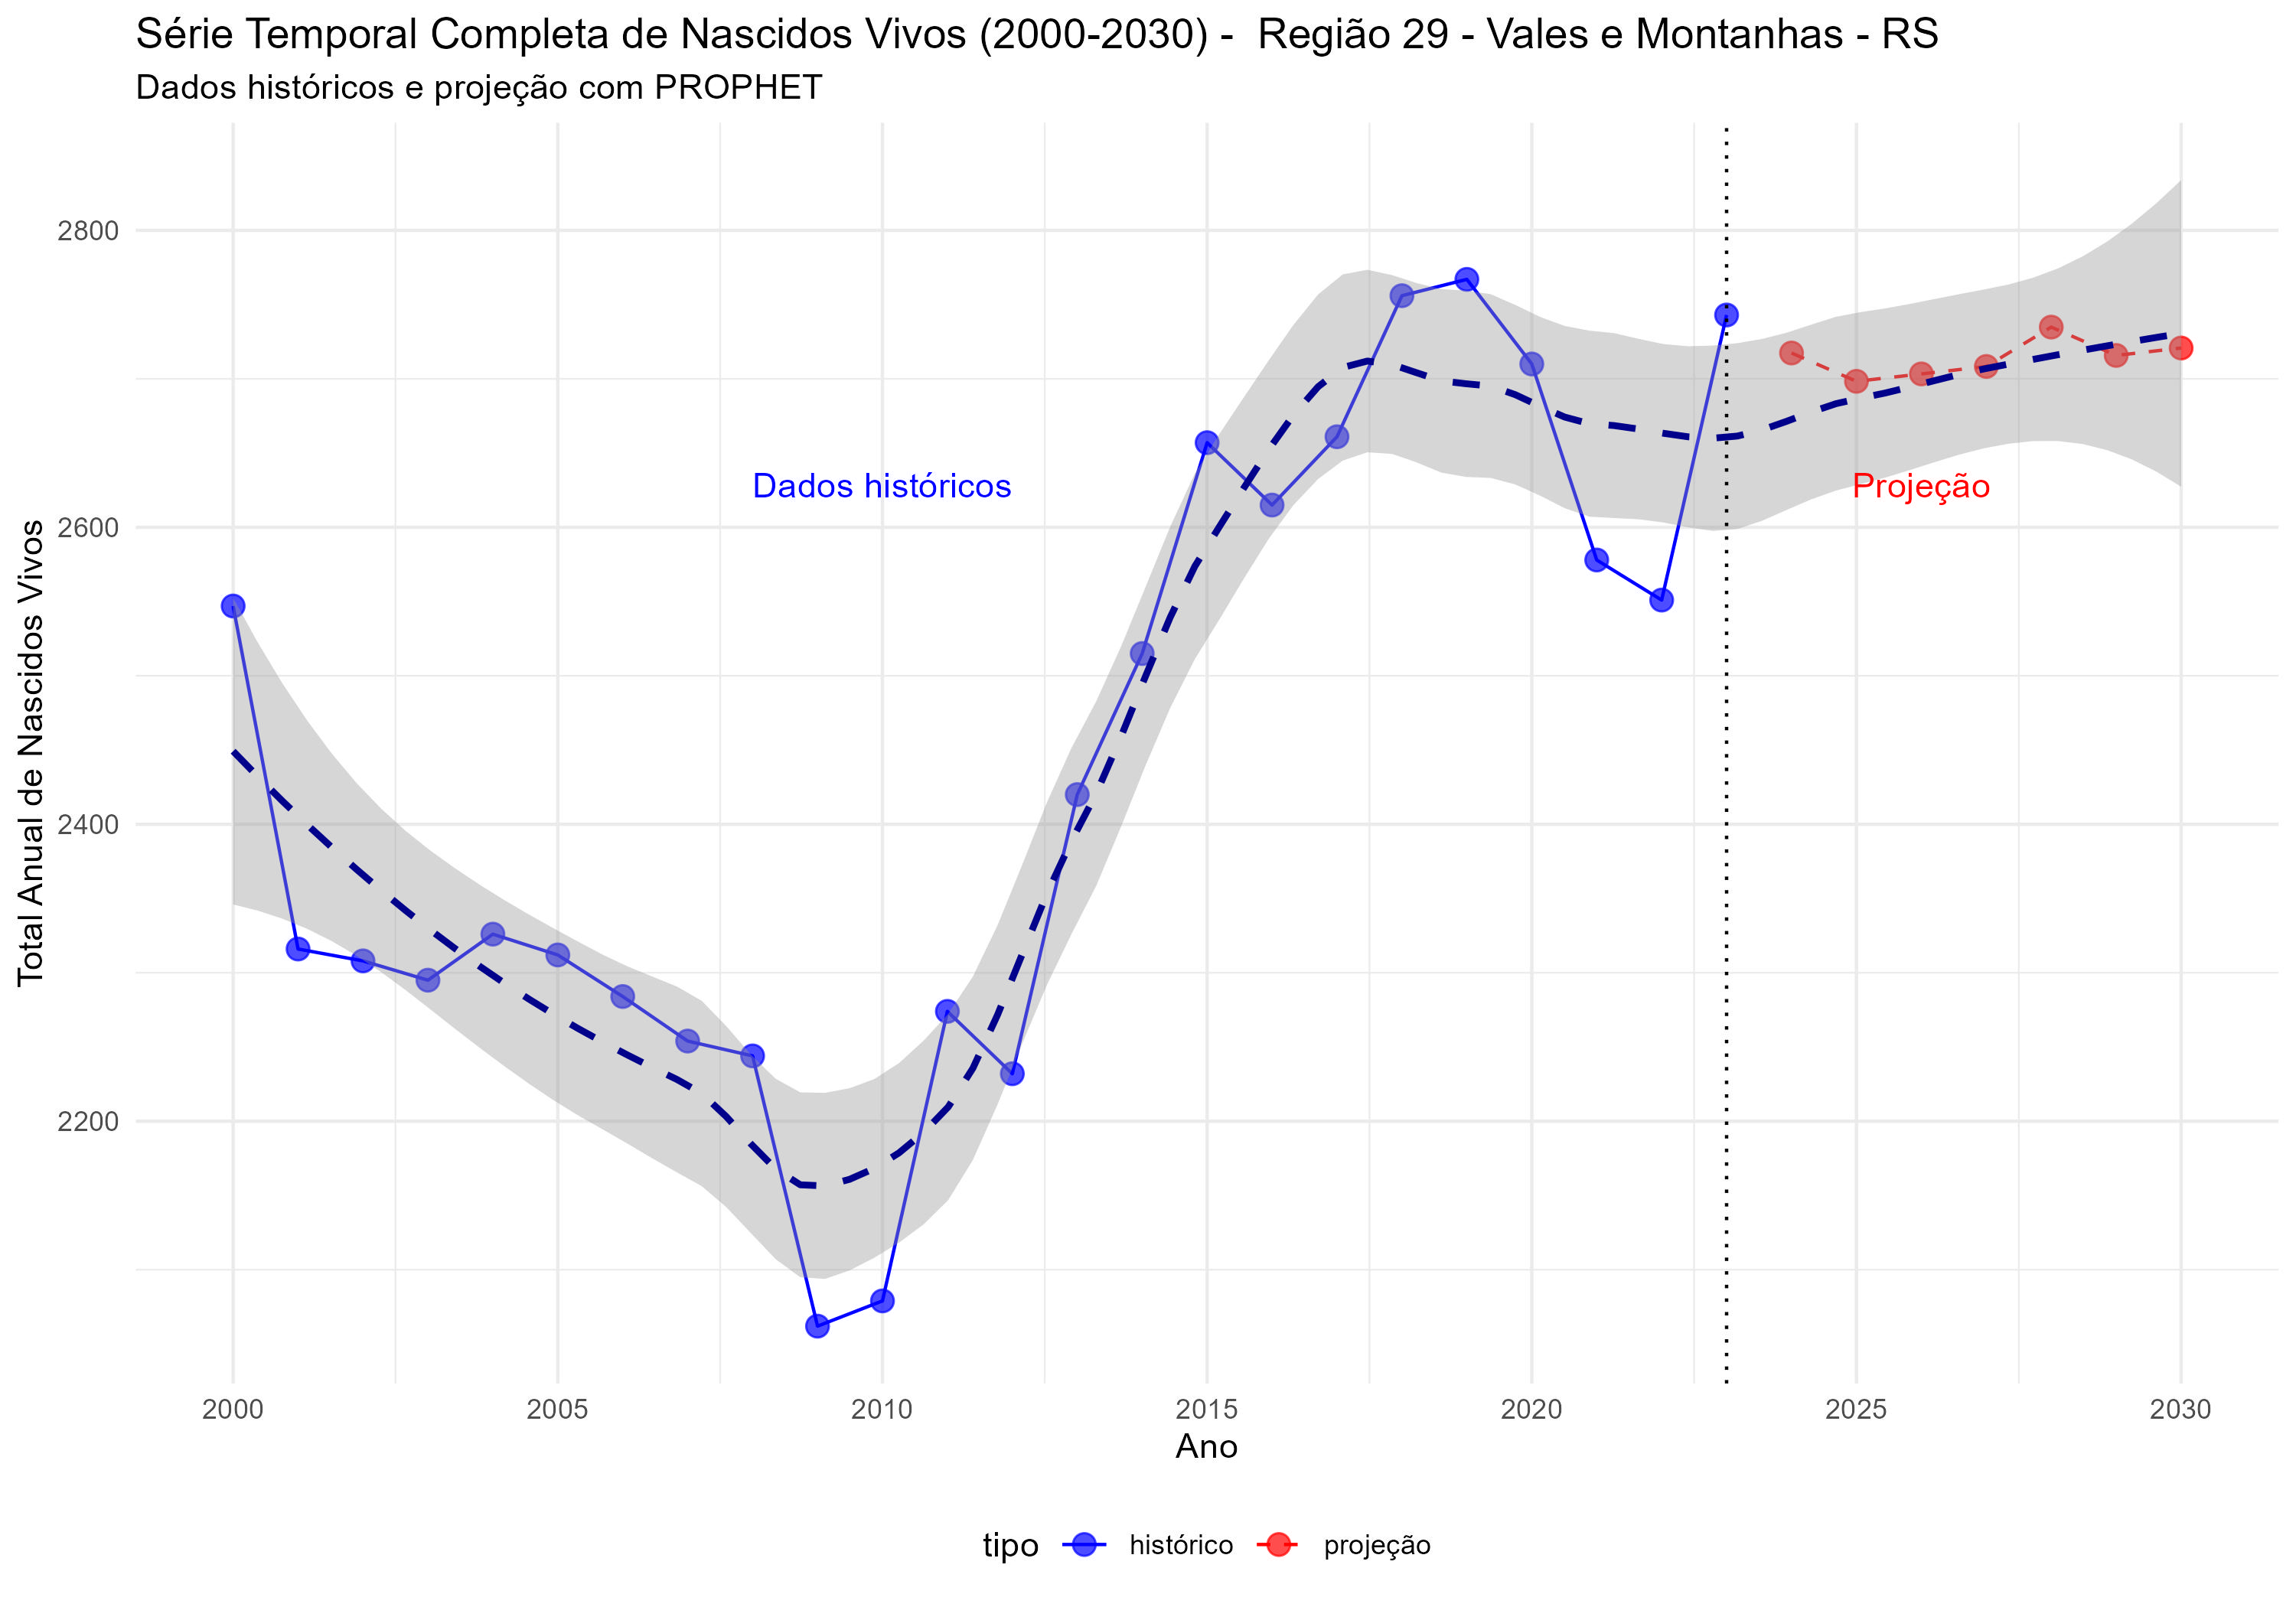 Série Temporal Completa de Nascidos Vivos (2000-2030) -  Região 29 - Vales e Montanhas - RS
Dados históricos e projeção com PROPHET
Total Anual de Nascidos Vivos
2800
2600
2400
2200
Dados históricos
Projeção
2000
2005
2010
2015
2020
2025
2030
Ano
tipo
histórico
projeção